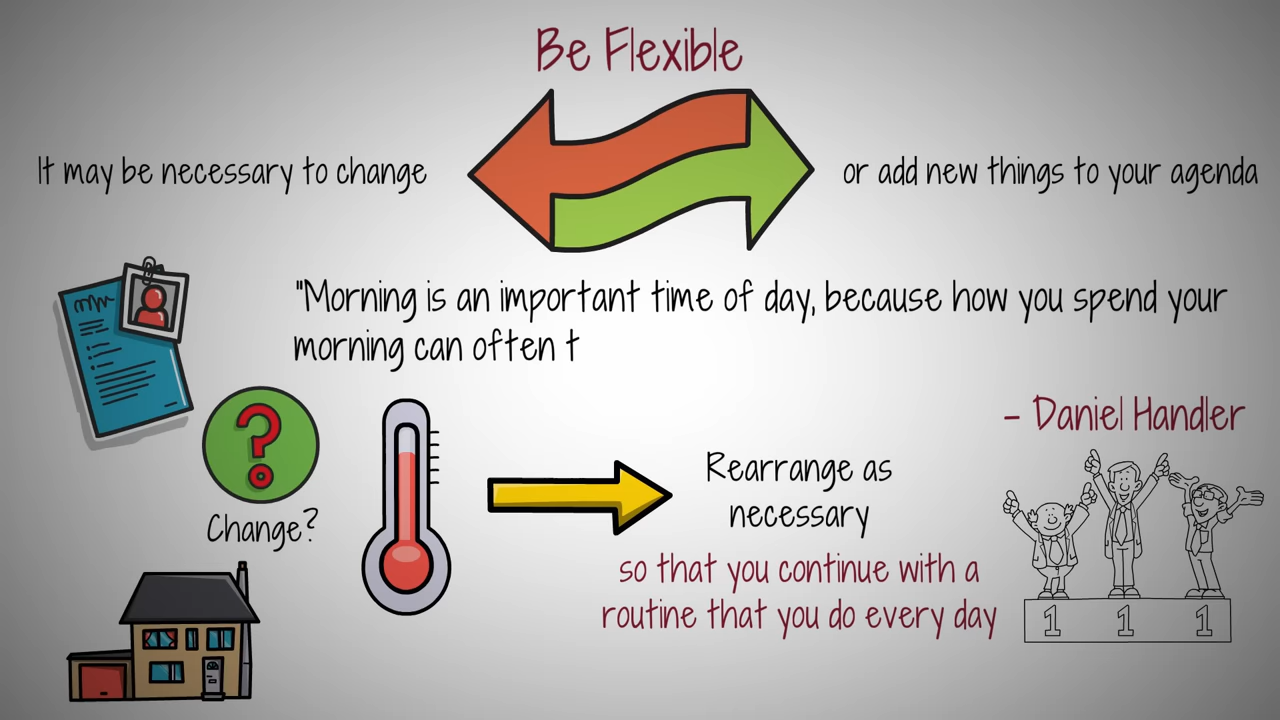 Be Flexible
It may be necessary to change
or add new things to your agenda
"Morning is an important time of day, because how you spend your
morning can often t
- Daniel Handler
Change?
Rearrange as
necessary
so that you continue with a
routine that you do every day
1 1 1